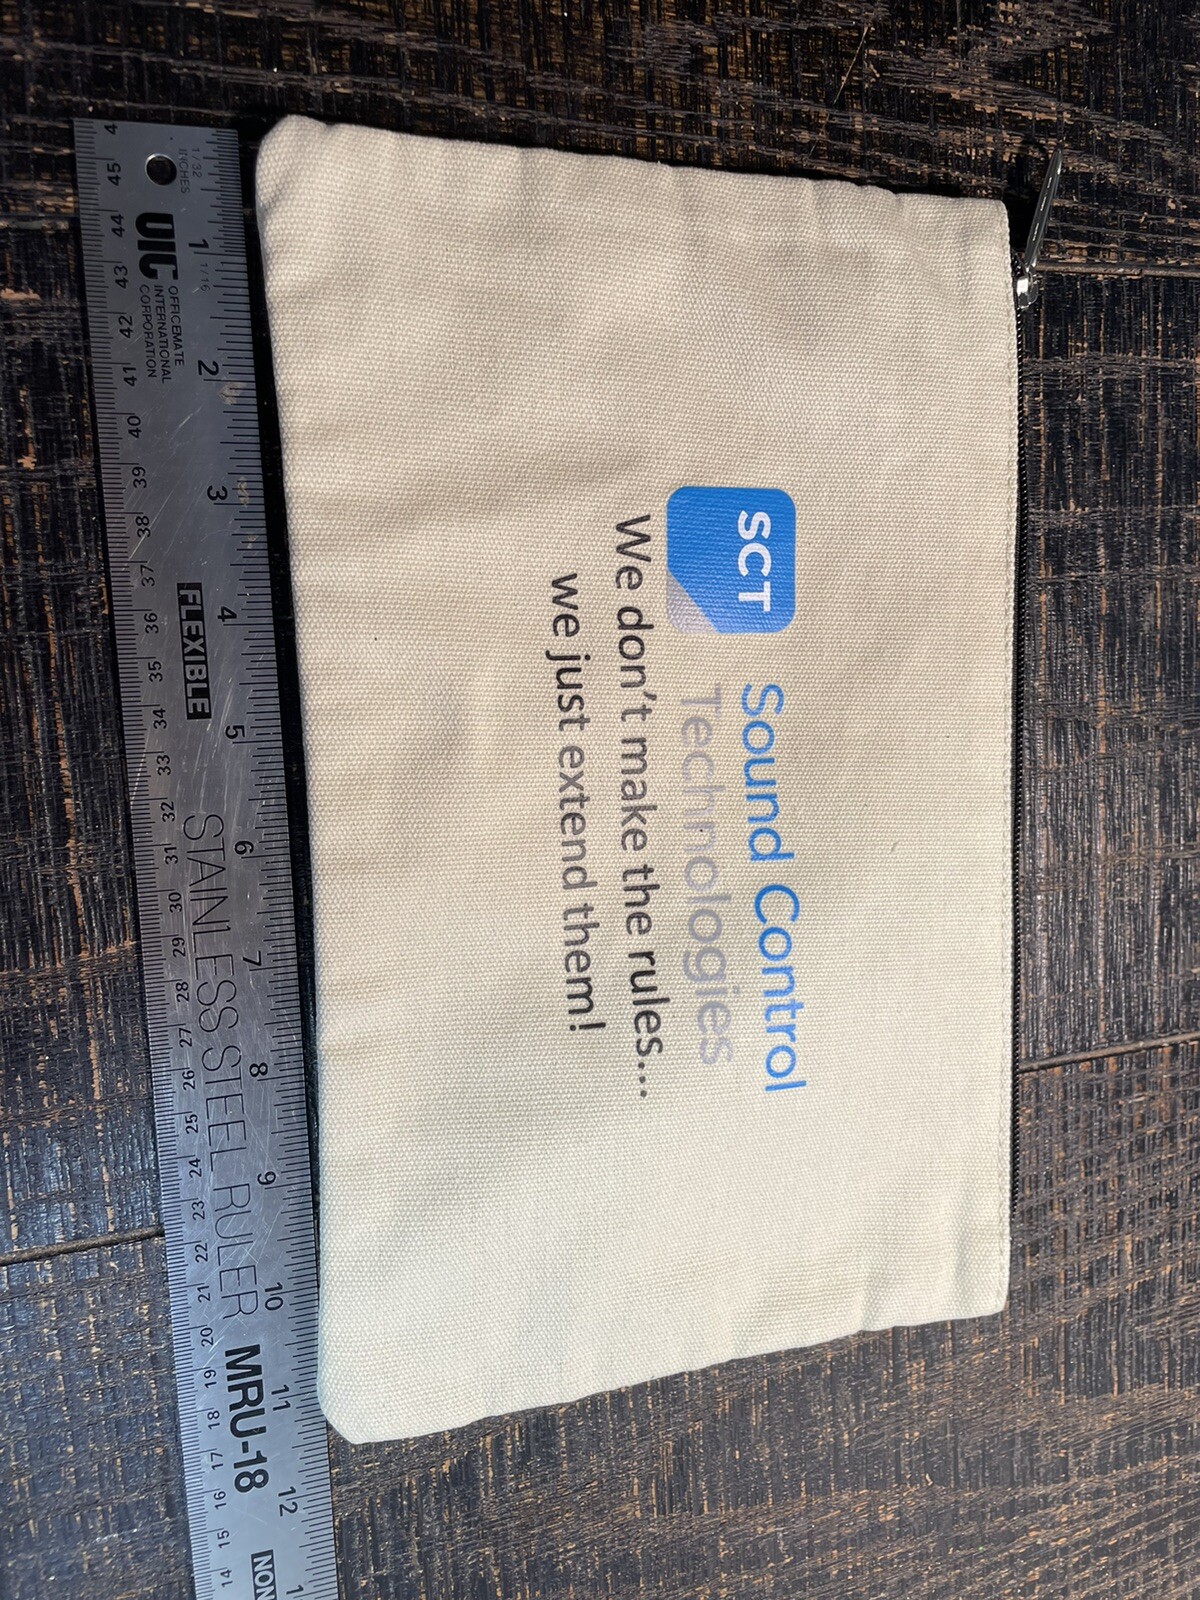 SCT
Sound Control
Technologies
We don't make the rules...
we just extend them!
1/32
INCHES
1/16
1 2 3 4 5 6 7 8 9 10 11 12 1
UIC
OFFICEMATE
INTERNATIONAL
CORPORATION
FLEXIBLE
STAINLESS STEEL RULER
MRU-18
NON
4 45 44 43 42 41 40 39 38 37 36 35 34 33 32 31 30 29 28 27 26 25 24 23 22 21 20 19 18 17 16 15 14